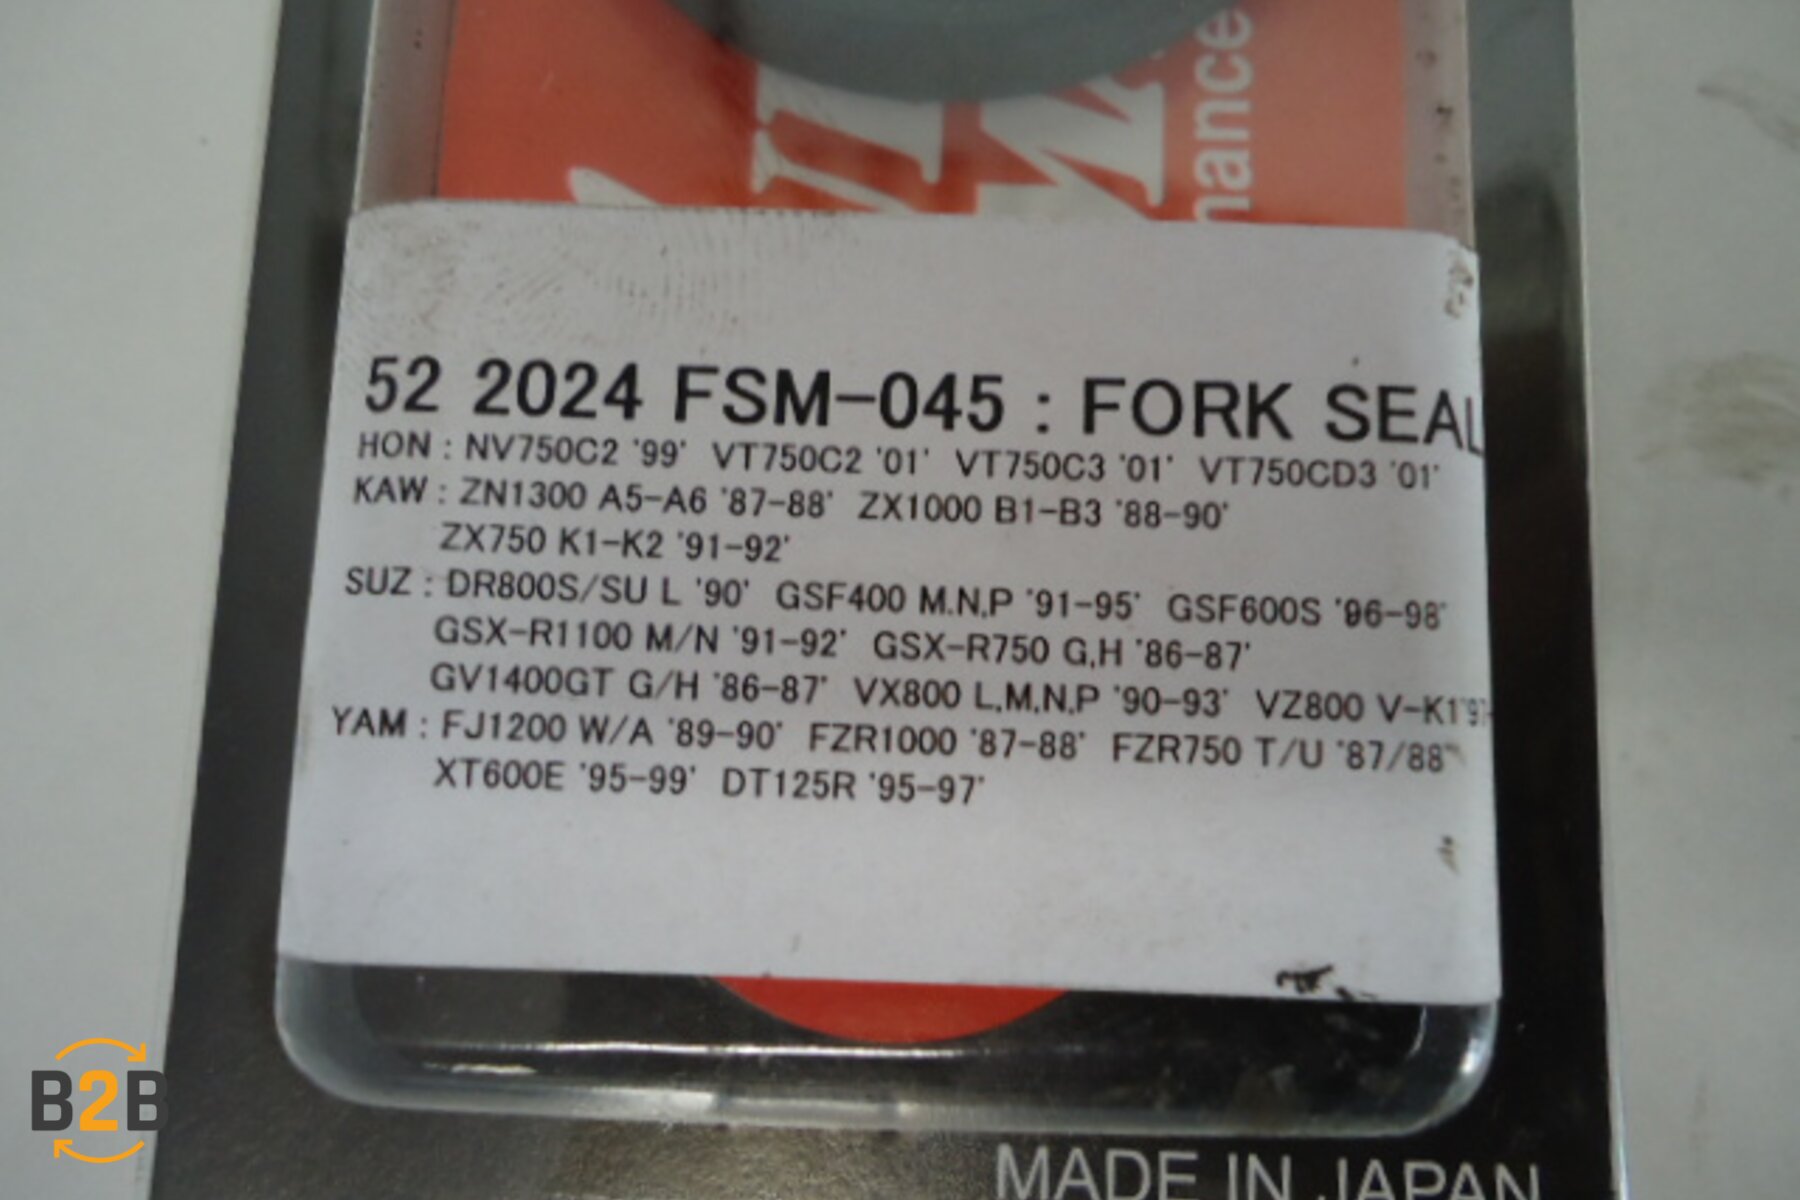 mance
52 2024 FSM-045 : FORK SEAL
HON : NV750C2 '99' VT750C2 '01' VT750C3 '01' VT750CD3 '01'
KAW : ZN1300 A5-A6 '87-88' ZX1000 B1-B3 '88-90'
ZX750 K1-K2 '91-92'
SUZ : DR800S/SU L '90' GSF400 M.N,P '91-95' GSF600S '96-98'
GSX-R1100 M/N '91-92' GSX-R750 G,H '86-87'
GV1400GT G/H '86-87' VX800 L,M,N,P '90-93' VZ800 V-K1
YAM : FJ1200 W/A '89-90' FZR1000 '87-88' FZR750 T/U '87/88'
XT600E '95-99' DT125R '95-97'
MADE IN JAPAN
B2B